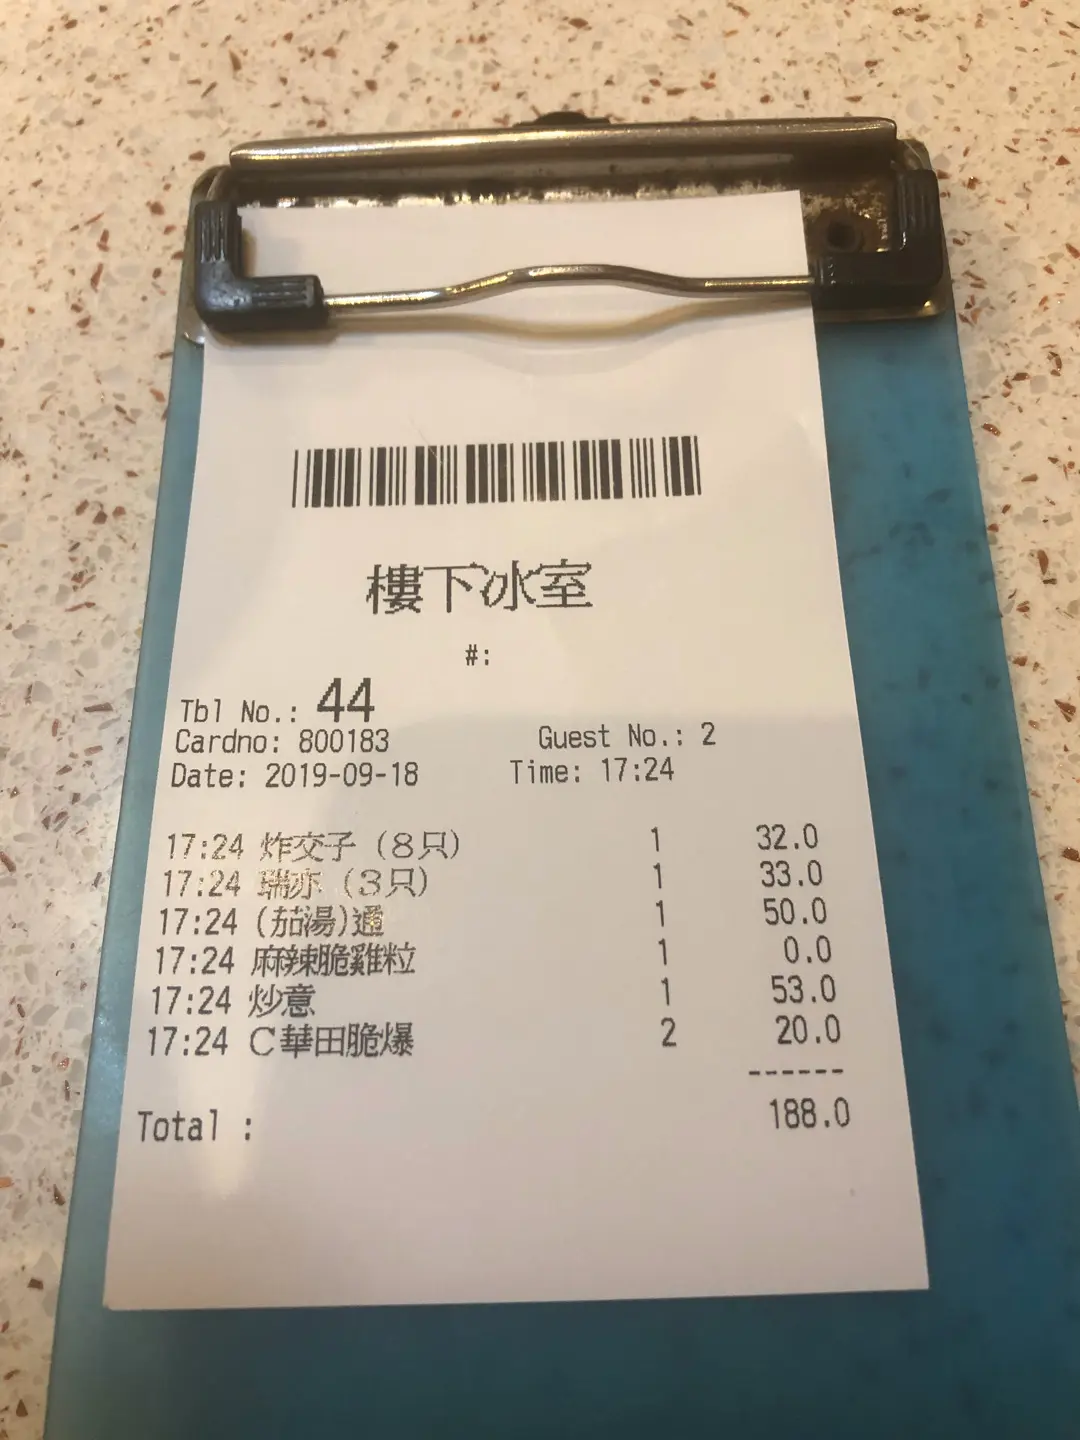 樓下冰室
#:
Tbl No.: 44
Cardno: 800183 Guest No.: 2
Date: 2019-09-18 Time: 17:24
17:24 炸交子 (8只) 1 32.0
17:24 瑞亦 (3只) 1 33.0
17:24 (茄湯)通 1 50.0
17:24 麻辣脆雞粒 1 0.0
17:24 炒意 1 53.0
17:24 C華田脆爆 2 20.0
------
Total : 188.0